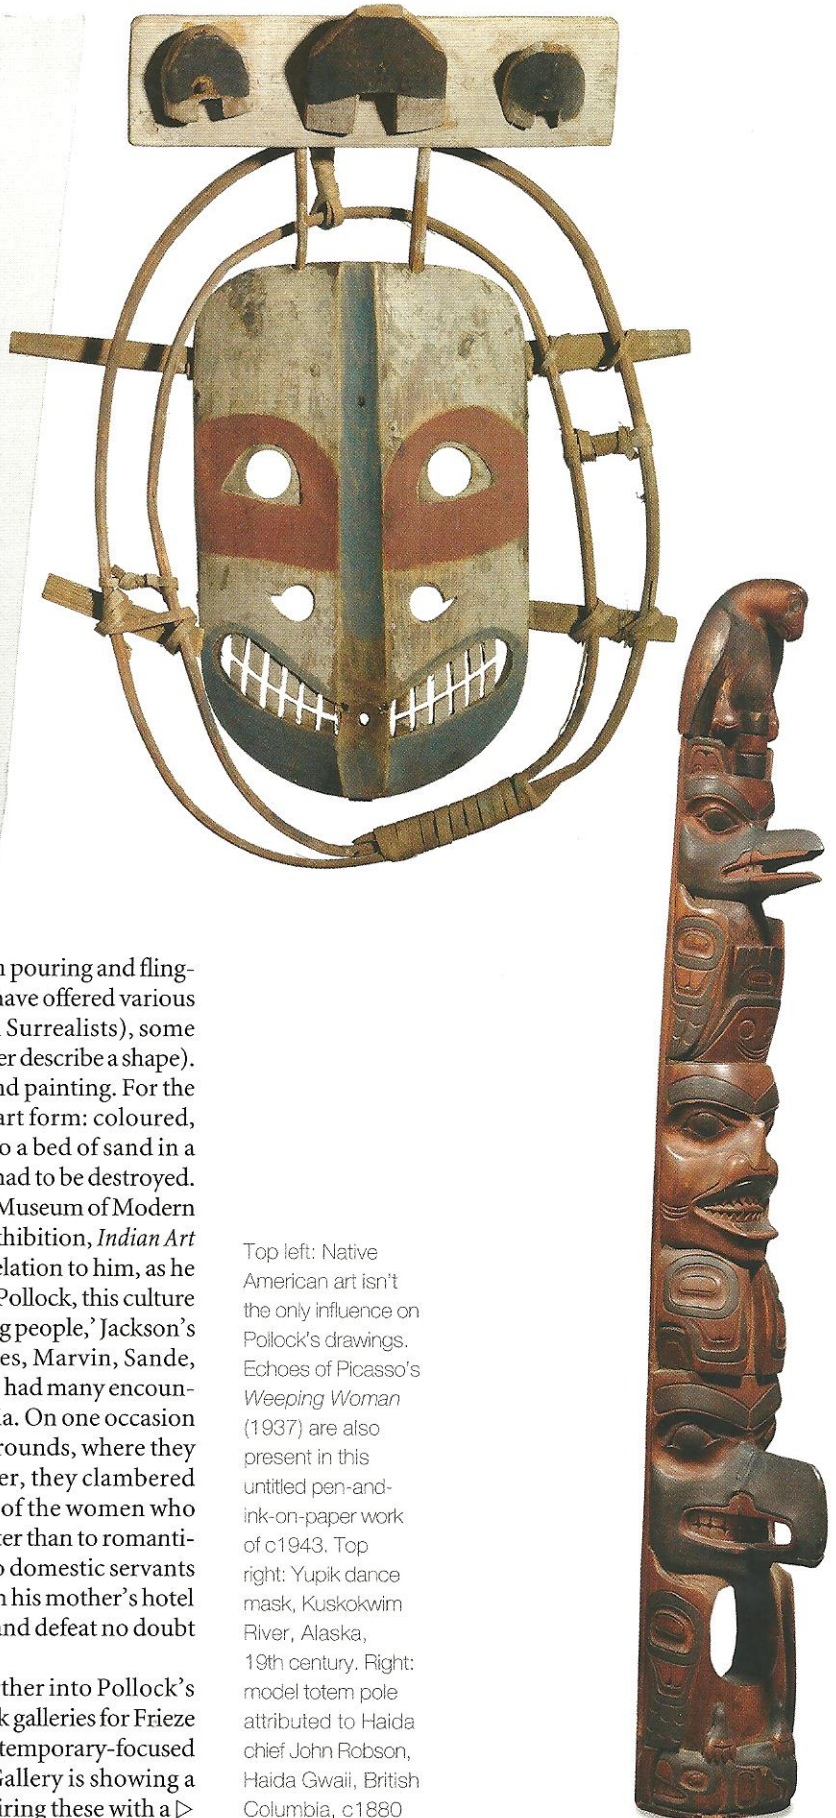 n pouring and fling-
have offered various
Surrealists), some
er describe a shape).
nd painting. For the
art form: coloured,
o a bed of sand in a
had to be destroyed.
Museum of Modern
hibition, Indian Art
elation to him, as he
Pollock, this culture
g people,’ Jackson’s
es, Marvin, Sande,
had many encoun-
ia. On one occasion
rounds, where they
er, they clambered
of the women who
ter than to romanti-
o domestic servants
n his mother’s hotel
and defeat no doubt
ther into Pollock’s
k galleries for Frieze
temporary-focused
Gallery is showing a
iring these with a ▷
Top left: Native
American art isn’t
the only influence on
Pollock’s drawings.
Echoes of Picasso’s
Weeping Woman
(1937) are also
present in this
untitled pen-and-
ink-on-paper work
of c1943. Top
right: Yupik dance
mask, Kuskokwim
River, Alaska,
19th century. Right:
model totem pole
attributed to Haida
chief John Robson,
Haida Gwaii, British
Columbia, c1880